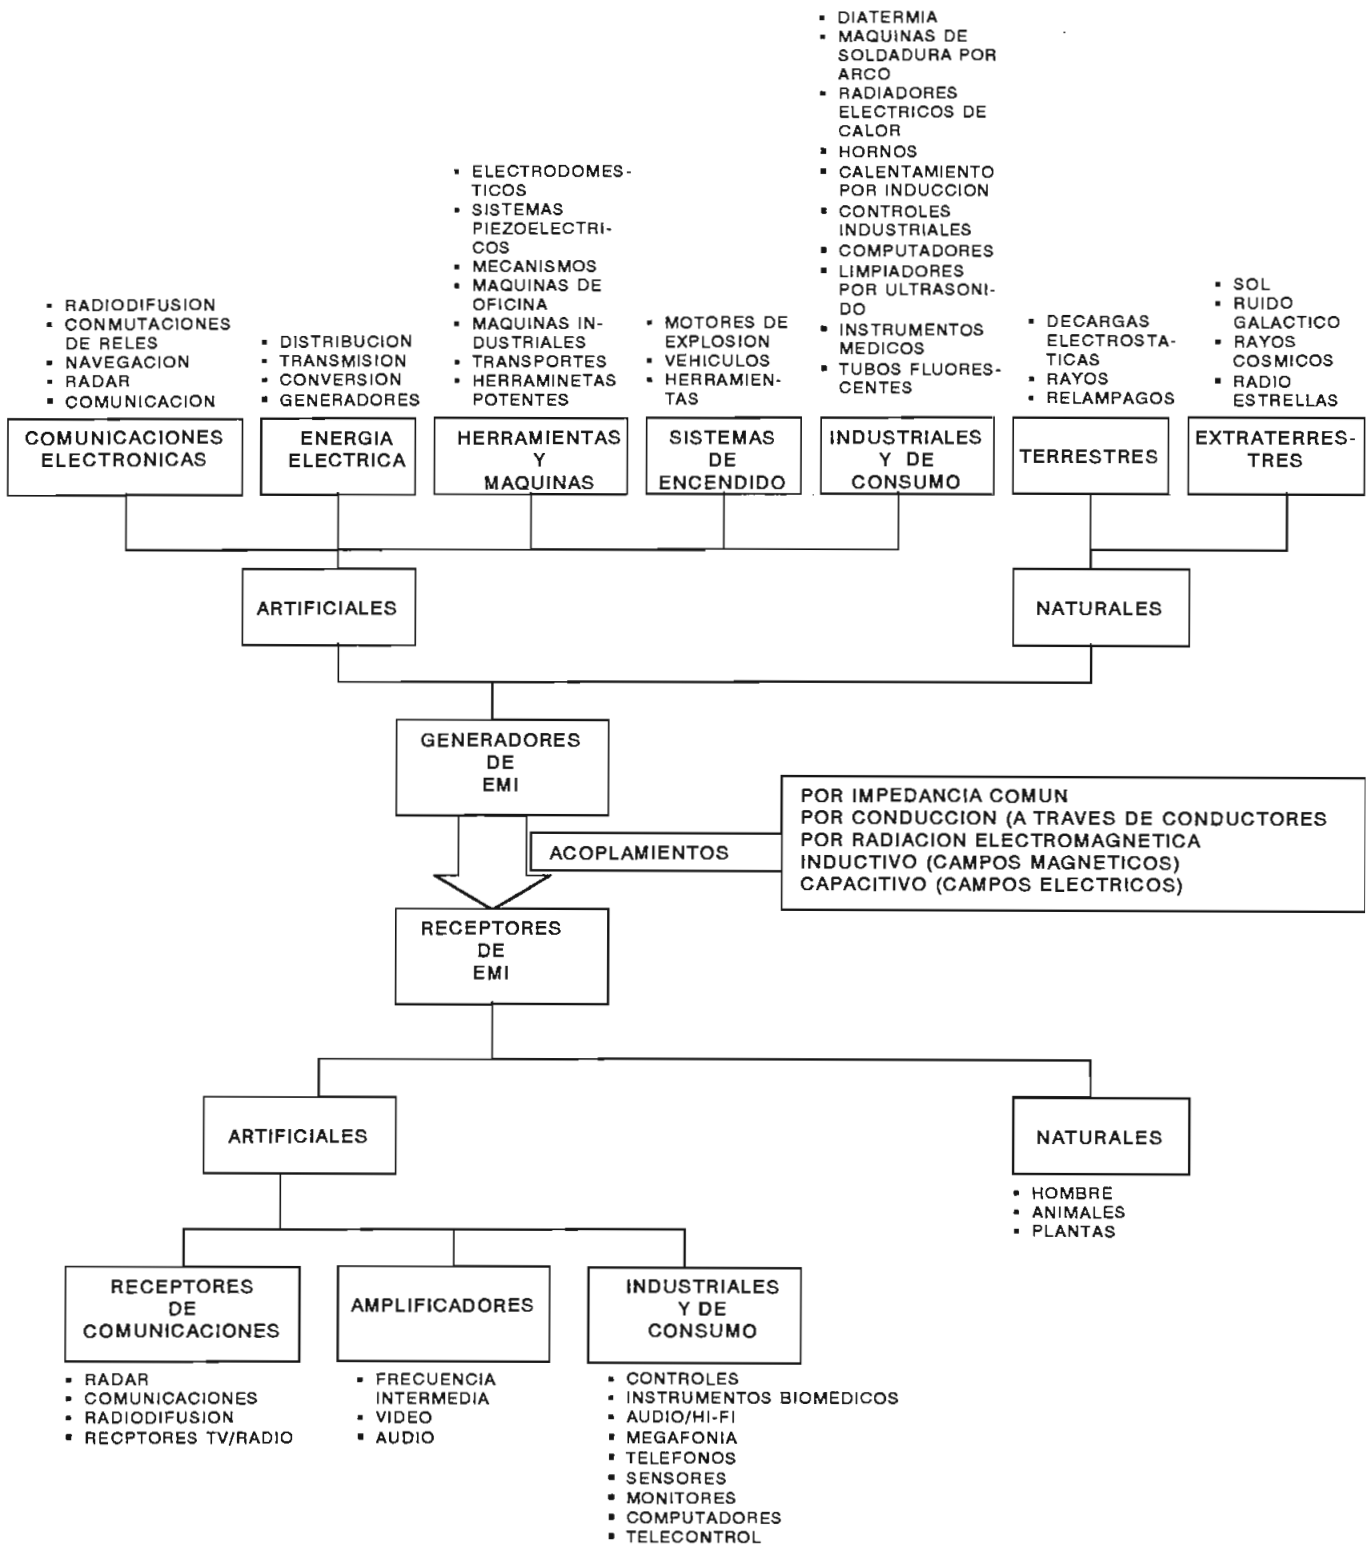 ▪ RADIODIFUSION
▪ CONMUTACIONES
DE RELES
▪ NAVEGACION
▪ RADAR
▪ COMUNICACION
COMUNICACIONES
ELECTRONICAS
▪ DISTRIBUCION
▪ TRANSMISION
▪ CONVERSION
▪ GENERADORES
ENERGIA
ELECTRICA
▪ ELECTRODOMES-
TICOS
▪ SISTEMAS
PIEZOELECTRI-
COS
▪ MECANISMOS
▪ MAQUINAS DE
OFICINA
▪ MAQUINAS IN-
DUSTRIALES
▪ TRANSPORTES
▪ HERRAMINETAS
POTENTES
HERRAMIENTAS
Y
MAQUINAS
▪ MOTORES DE
EXPLOSION
▪ VEHICULOS
▪ HERRAMIEN-
TAS
SISTEMAS
DE
ENCENDIDO
▪ DIATERMIA
▪ MAQUINAS DE
SOLDADURA POR
ARCO
▪ RADIADORES
ELECTRICOS DE
CALOR
▪ HORNOS
▪ CALENTAMIENTO
POR INDUCCION
▪ CONTROLES
INDUSTRIALES
▪ COMPUTADORES
▪ LIMPIADORES
POR ULTRASONI-
DO
▪ INSTRUMENTOS
MEDICOS
▪ TUBOS FLUORES-
CENTES
INDUSTRIALES
Y DE
CONSUMO
▪ DECARGAS
ELECTROSTA-
TICAS
▪ RAYOS
▪ RELAMPAGOS
TERRESTRES
▪ SOL
▪ RUIDO
GALACTICO
▪ RAYOS
COSMICOS
▪ RADIO
ESTRELLAS
EXTRATERRES-
TRES
ARTIFICIALES
NATURALES
GENERADORES
DE
EMI
ACOPLAMIENTOS
POR IMPEDANCIA COMUN
POR CONDUCCION (A TRAVES DE CONDUCTORES
POR RADIACION ELECTROMAGNETICA
INDUCTIVO (CAMPOS MAGNETICOS)
CAPACITIVO (CAMPOS ELECTRICOS)
RECEPTORES
DE
EMI
ARTIFICIALES
NATURALES
▪ HOMBRE
▪ ANIMALES
▪ PLANTAS
RECEPTORES
DE
COMUNICACIONES
▪ RADAR
▪ COMUNICACIONES
▪ RADIODIFUSION
▪ RECPTORES TV/RADIO
AMPLIFICADORES
▪ FRECUENCIA
INTERMEDIA
▪ VIDEO
▪ AUDIO
INDUSTRIALES
Y DE
CONSUMO
▪ CONTROLES
▪ INSTRUMENTOS BIOMEDICOS
▪ AUDIO/HI-FI
▪ MEGAFONIA
▪ TELEFONOS
▪ SENSORES
▪ MONITORES
▪ COMPUTADORES
▪ TELECONTROL